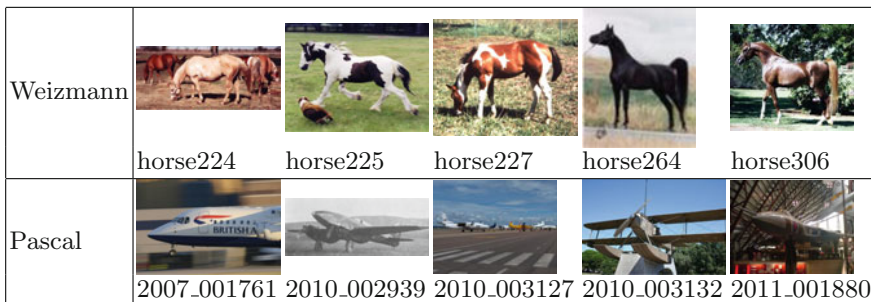 Weizmann
horse224 horse225 horse227 horse264 horse306
BRITISH A
Pascal
2007_001761 2010_002939 2010_003127 2010_003132 2011_001880